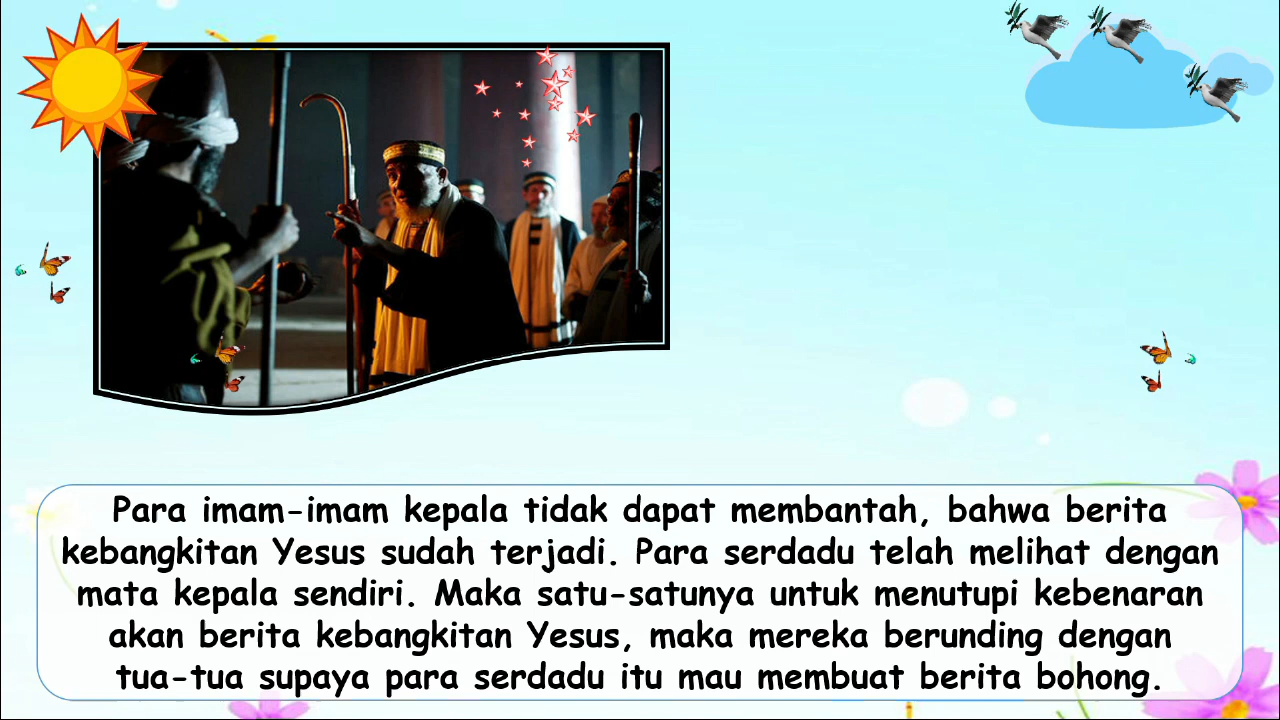 Para imam-imam kepala tidak dapat membantah, bahwa berita
kebangkitan Yesus sudah terjadi. Para serdadu telah melihat dengan
mata kepala sendiri. Maka satu-satunya untuk menutupi kebenaran
akan berita kebangkitan Yesus, maka mereka berunding dengan
tua-tua supaya para serdadu itu mau membuat berita bohong.